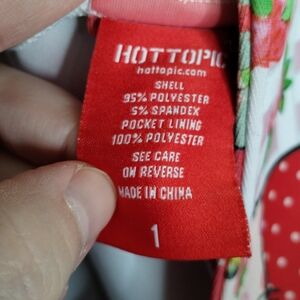 HOTTOPIC
hottopic.com
SHELL
95% POLYESTER
5% SPANDEX
POCKET LINING
100% POLYESTER
SEE CARE
ON REVERSE
MADE IN CHINA
1